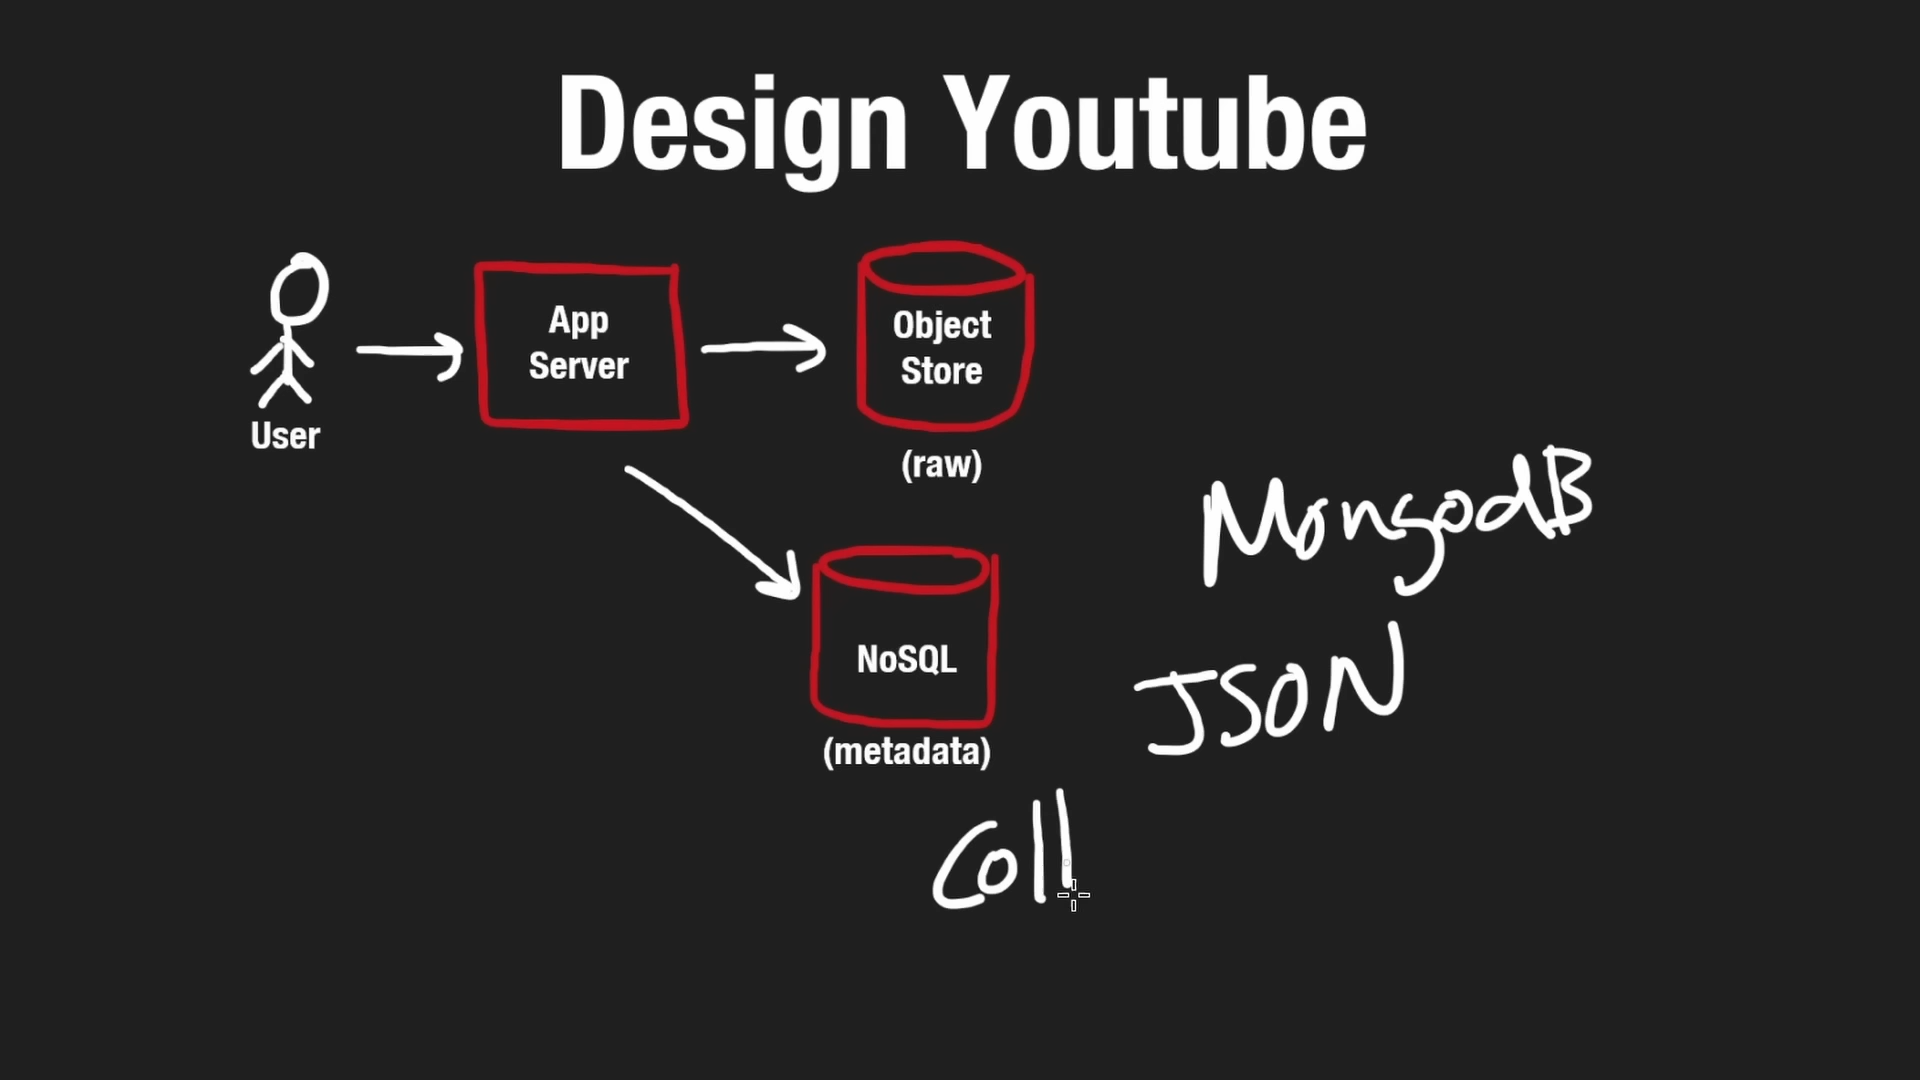 Design Youtube
App
Server
Object
Store
User
(raw)
MongodB
NoSQL
JSON
(metadata)
Coll